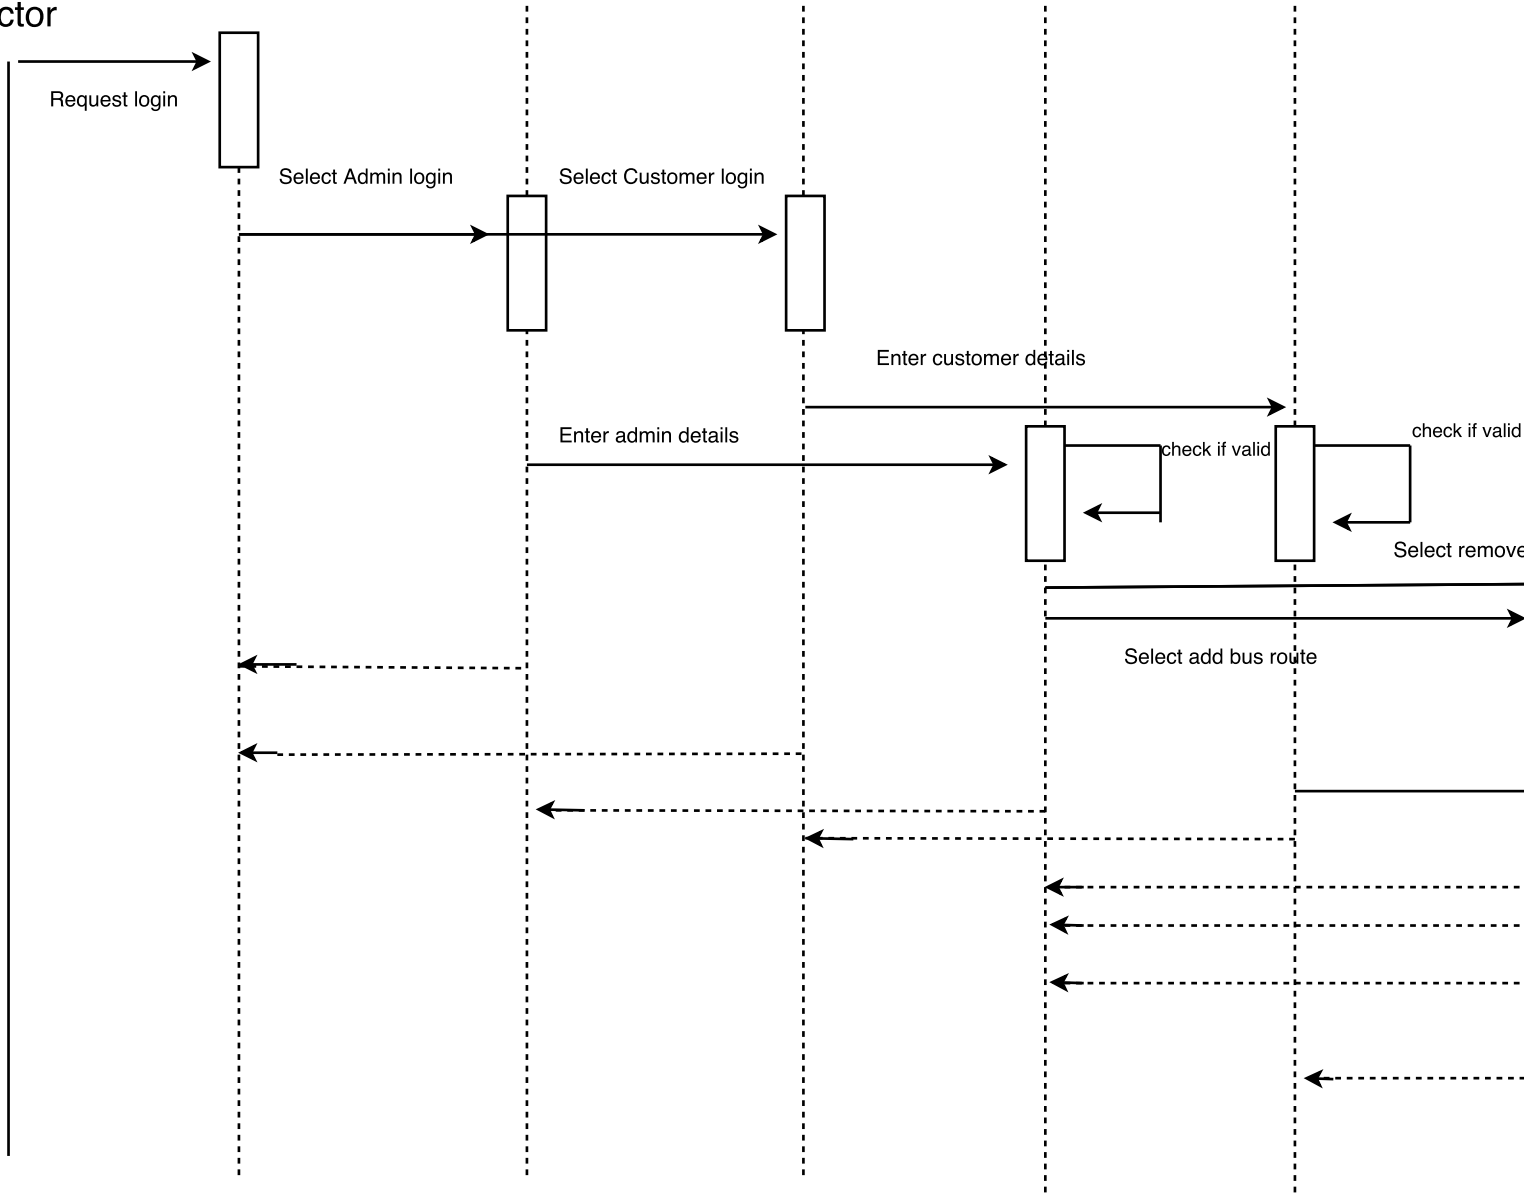 ctor
Request login
Select Admin login
Select Customer login
Enter customer details
Enter admin details
check if valid
check if valid
Select remove
Select add bus route